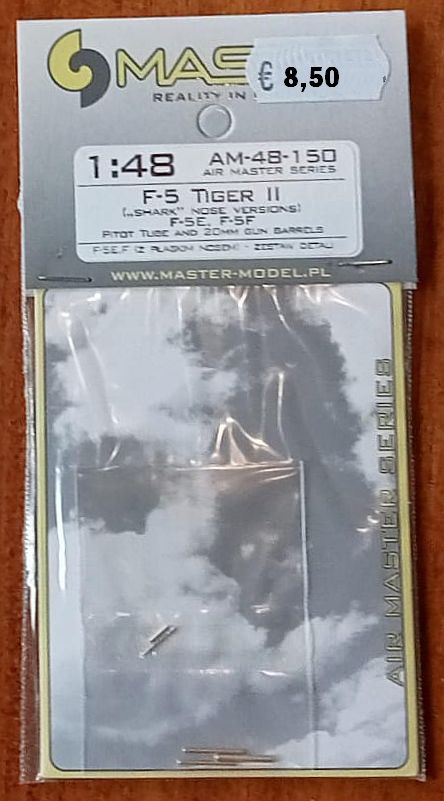 MAS
€ 8,50
REALITY IN
1:48 AM-48-150
AIR MASTER SERIES
F-5 TIGER II
(„SHARK” NOSE VERSIONS)
F-5E, F-5F
PITOT TUBE AND 20MM GUN BARRELS
F-5E,F (Z PŁASKIM NOSEM) - ZESTAW DETALI
WWW.MASTER-MODEL.PL
AIR MASTER SERIES